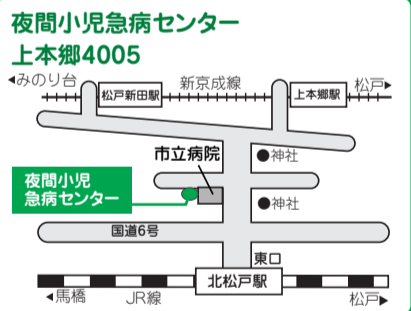 夜間小児急病センター
上本郷4005
◀みのり台
松戸新田駅
新京成線
上本郷駅
松戸▶
市立病院
●神社
夜間小児
急病センター
●神社
国道6号
東口
北松戸駅
◀馬橋
JR線
松戸▶